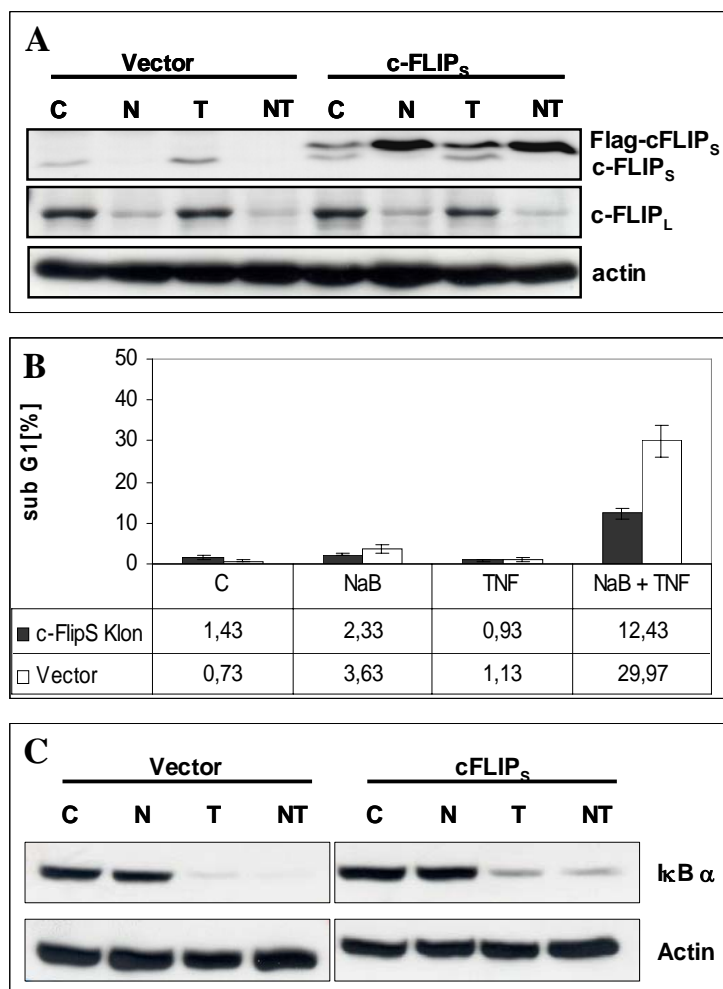 A
Vector c-FLIPS
C N T NT C N T NT
Flag-cFLIPS
c-FLIPS
c-FLIPL
actin
B
sub G1[%]
50
40
30
20
10
0
C NaB TNF NaB + TNF
c-FlipS Klon 1,43 2,33 0,93 12,43
Vector 0,73 3,63 1,13 29,97
C
Vector cFLIPS
C N T NT C N T NT
IκB α
Actin